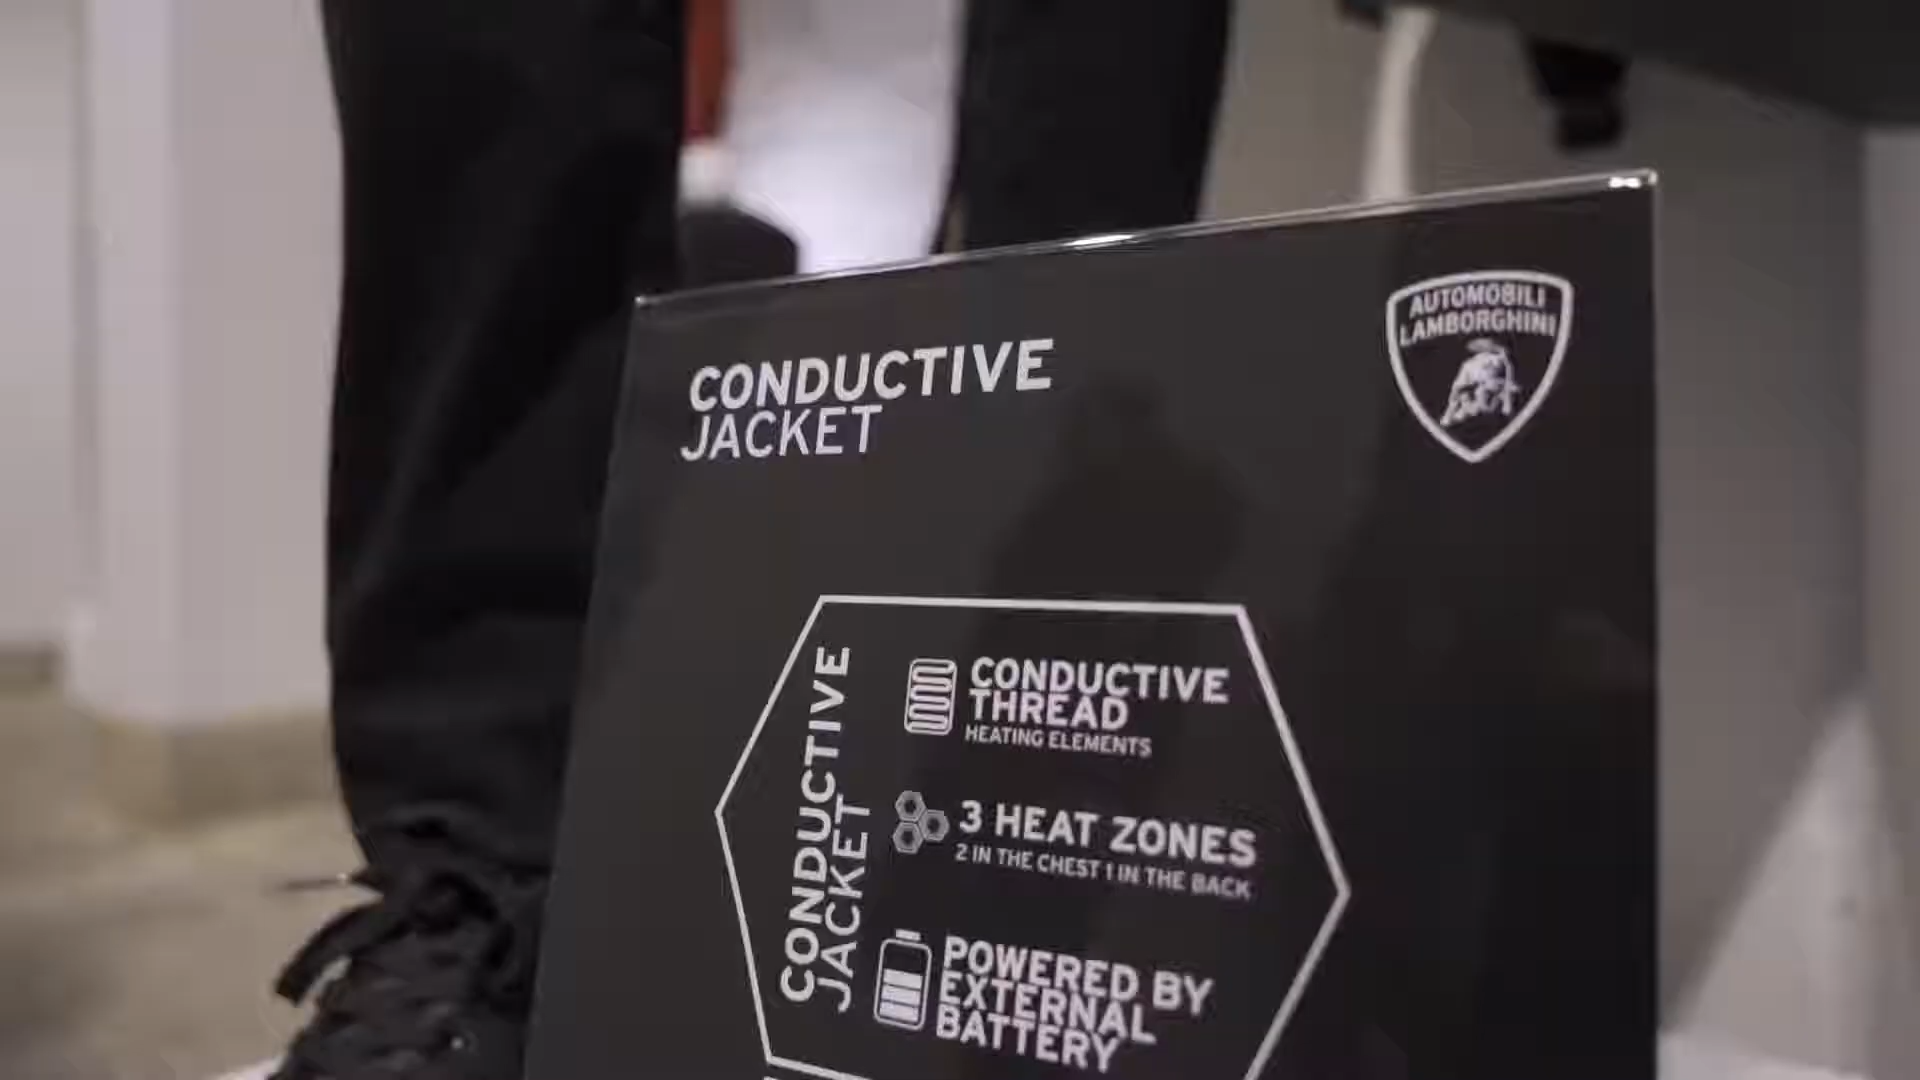 CONDUCTIVE
JACKET
AUTOMOBILI
LAMBORGHINI
CONDUCTIVE
JACKET
CONDUCTIVE
THREAD
HEATING ELEMENTS
3 HEAT ZONES
2 IN THE CHEST 1 IN THE BACK
POWERED BY
EXTERNAL
BATTERY